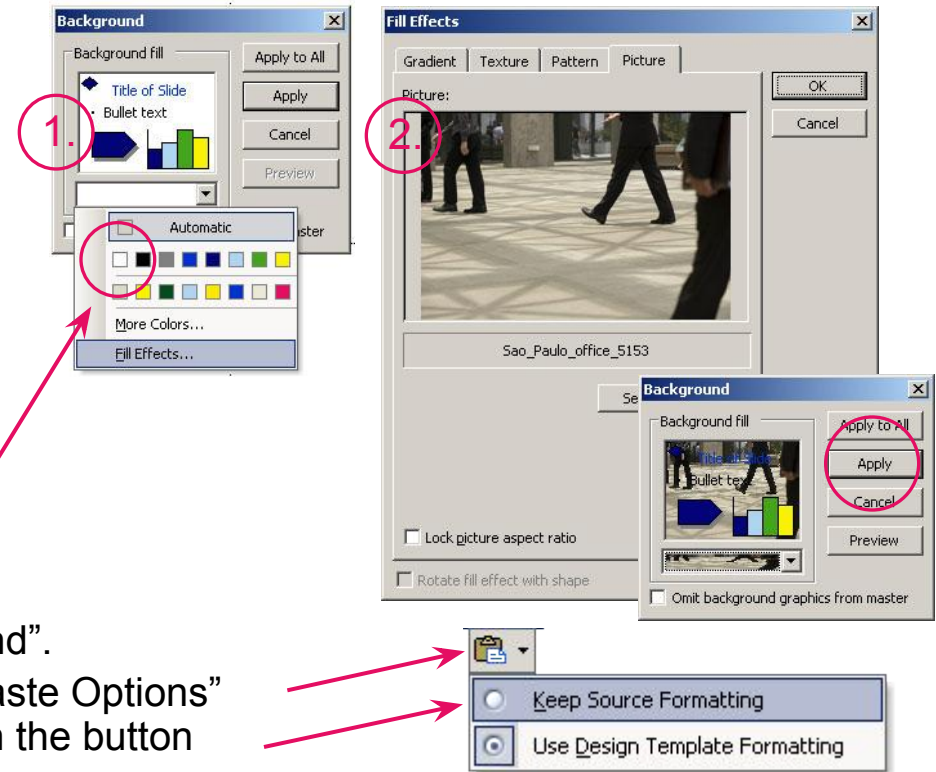 Background
Background fill
Title of Slide
Bullet text
1.
Apply to All
Apply
Cancel
Preview
Automatic
More Colors...
Fill Effects...
Fill Effects
Gradient
Texture
Pattern
Picture
Picture:
2.
OK
Cancel
Sao_Paulo_office_5153
Lock picture aspect ratio
Rotate fill effect with shape
Background
Background fill
Title of Slide
Bullet text
Apply to All
Apply
Cancel
Preview
Omit background graphics from master
nd”.
aste Options”
the button
Keep Source Formatting
Use Design Template Formatting